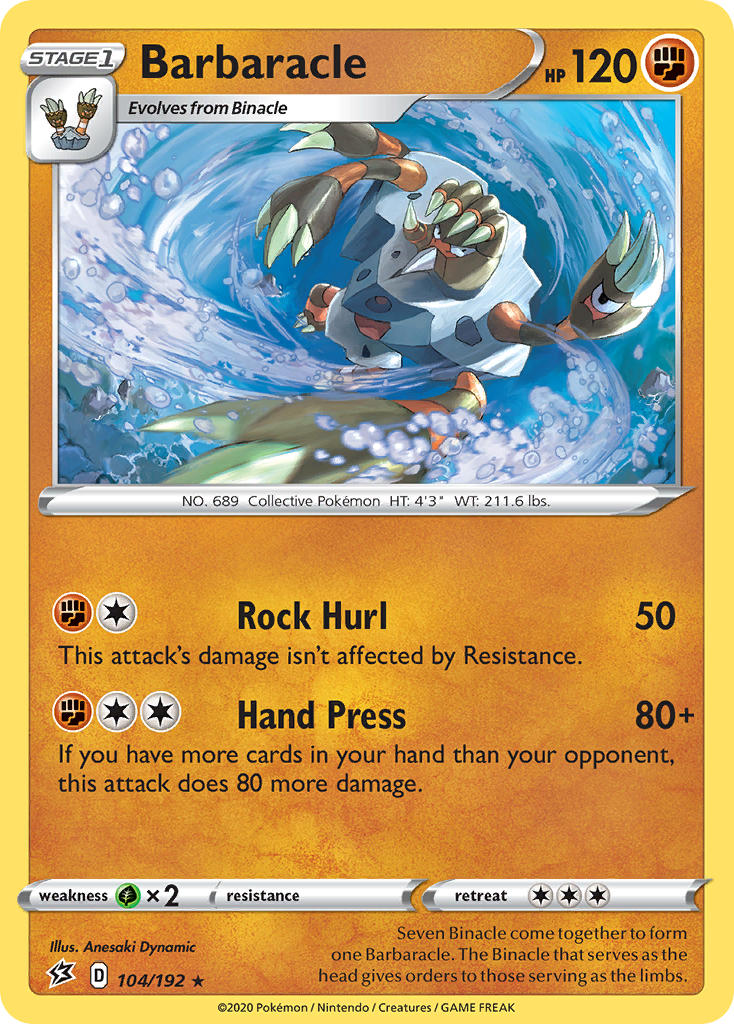 STAGE 1
Barbaracle
HP 120
Evolves from Binacle
NO. 689 Collective Pokémon HT: 4'3" WT: 211.6 lbs.
Rock Hurl 50
This attack's damage isn't affected by Resistance.
Hand Press 80+
If you have more cards in your hand than your opponent,
this attack does 80 more damage.
weakness ×2 resistance retreat
Illus. Anesaki Dynamic
Seven Binacle come together to form
one Barbaracle. The Binacle that serves as the
head gives orders to those serving as the limbs.
D 104/192 ★
©2020 Pokémon / Nintendo / Creatures / GAME FREAK